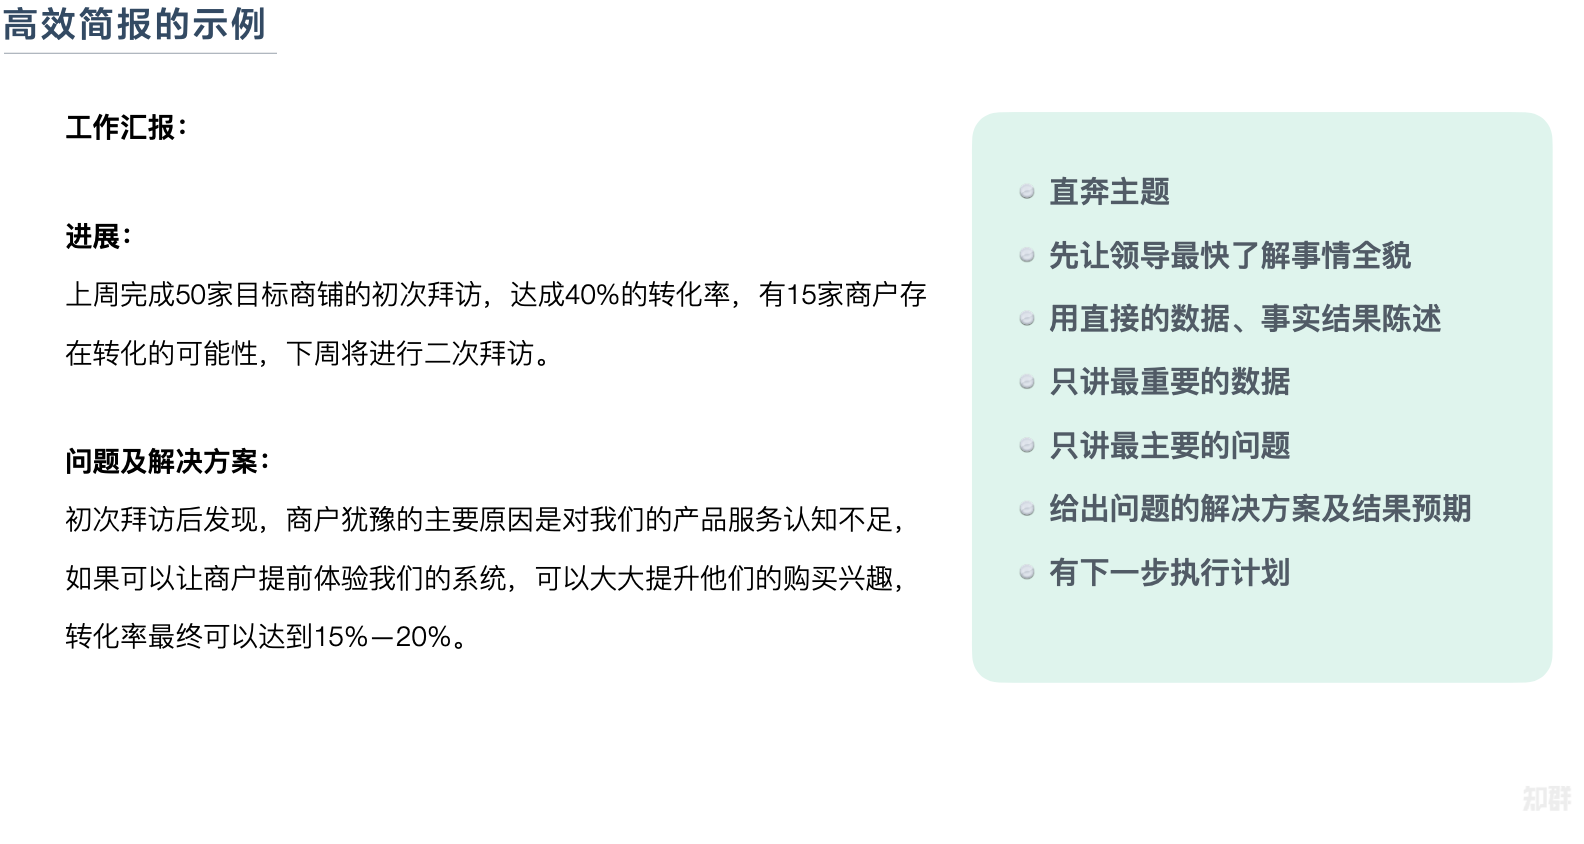 高效简报的示例
工作汇报：
进展：
上周完成50家目标商铺的初次拜访，达成40%的转化率，有15家商户存
在转化的可能性，下周将进行二次拜访。
问题及解决方案：
初次拜访后发现，商户犹豫的主要原因是对我们的产品服务认知不足，
如果可以让商户提前体验我们的系统，可以大大提升他们的购买兴趣，
转化率最终可以达到15%—20%。
直奔主题
先让领导最快了解事情全貌
用直接的数据、事实结果陈述
只讲最重要的数据
只讲最主要的问题
给出问题的解决方案及结果预期
有下一步执行计划
知群